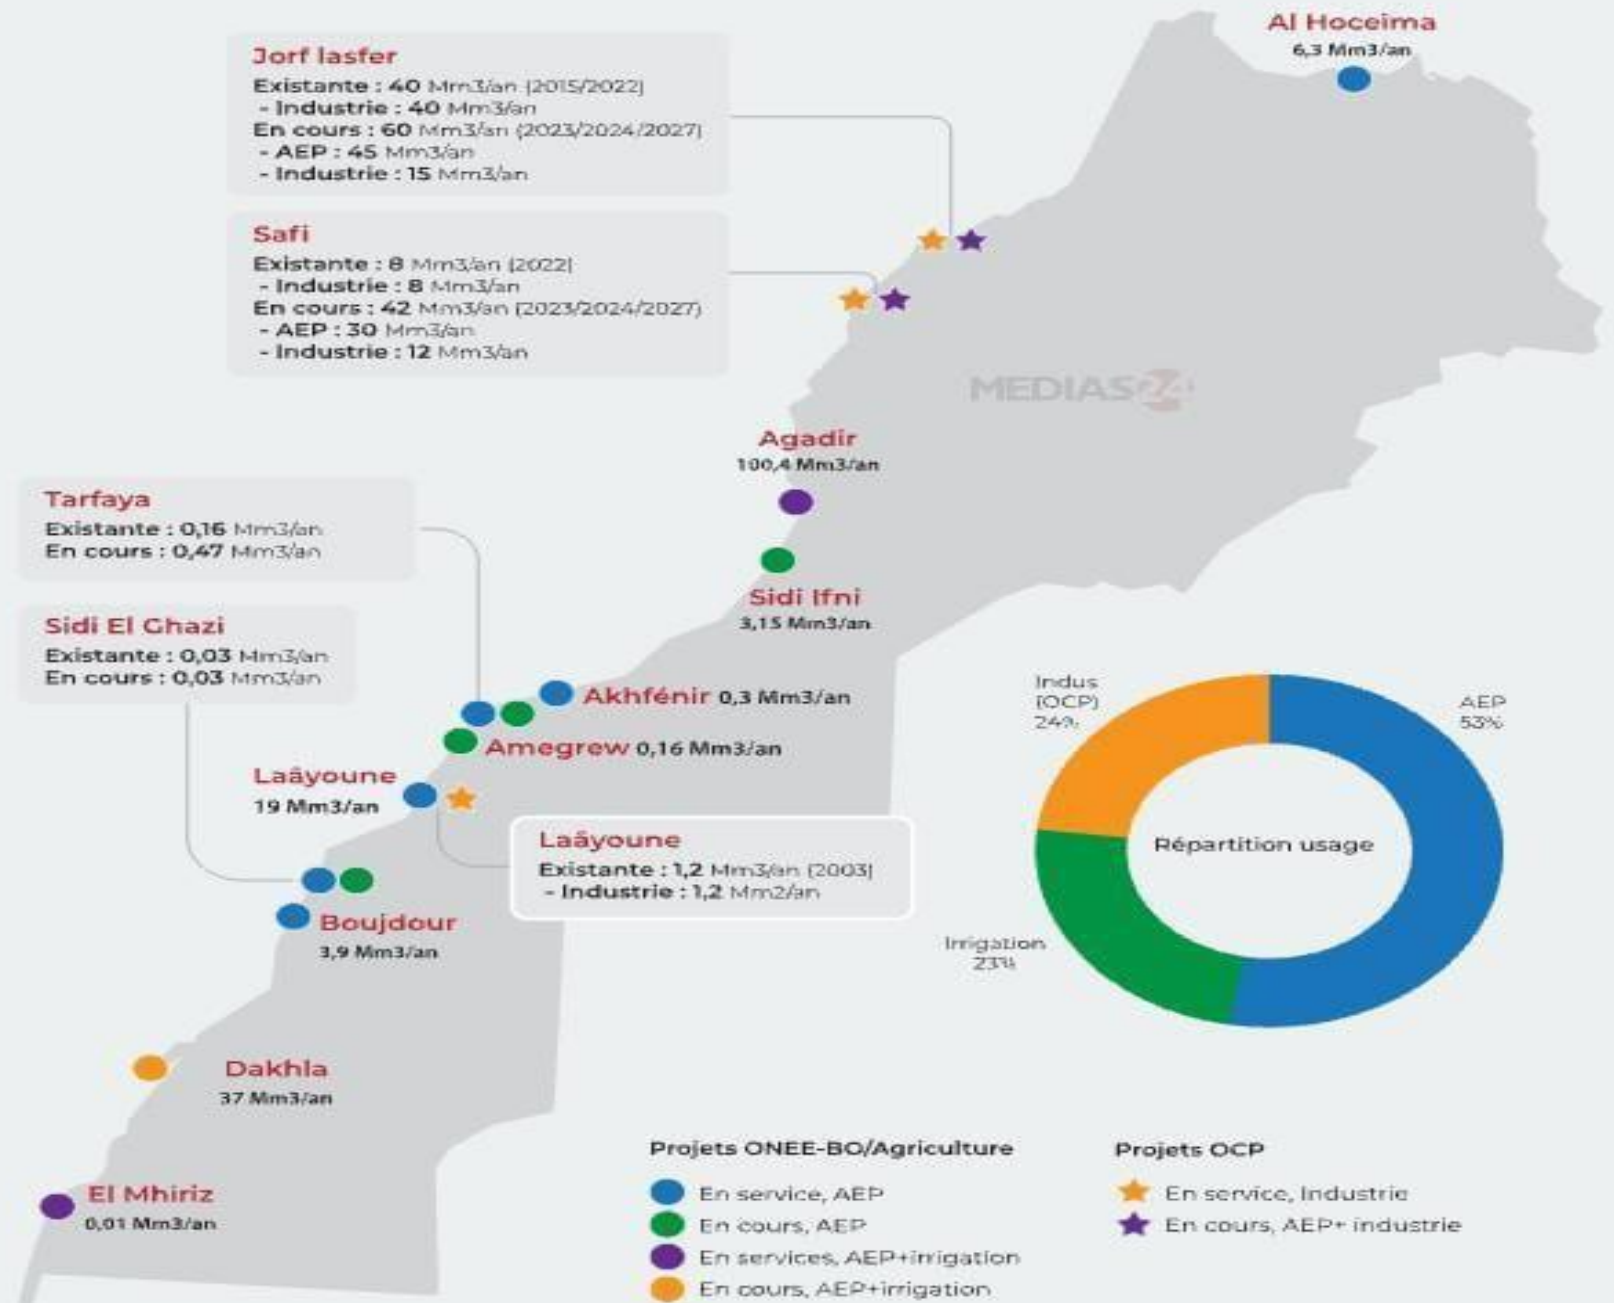 Al Hoceima
6,3 Mm3/an
Jorf lasfer
Existante : 40 Mm3/an (2015/2022)
- Industrie : 40 Mm3/an
En cours : 60 Mm3/an (2023/2024/2027)
- AEP : 45 Mm3/an
- Industrie : 15 Mm3/an
Safi
Existante : 8 Mm3/an (2022)
- Industrie : 8 Mm3/an
En cours : 42 Mm3/an (2023/2024/2027)
- AEP : 30 Mm3/an
- Industrie : 12 Mm3/an
MEDIAS24
Agadir
100,4 Mm3/an
Tarfaya
Existante : 0,16 Mm3/an
En cours : 0,47 Mm3/an
Sidi Ifni
3,15 Mm3/an
Sidi El Ghazi
Existante : 0,03 Mm3/an
En cours : 0,03 Mm3/an
Akhfénir 0,3 Mm3/an
Amegrew 0,16 Mm3/an
Laâyoune
19 Mm3/an
Laâyoune
Existante : 1,2 Mm3/an (2003)
- Industrie : 1,2 Mm2/an
Boujdour
3,9 Mm3/an
Dakhla
37 Mm3/an
El Mhiriz
0,01 Mm3/an
Indus
(OCP)
24%
AEP
53%
Répartition usage
Irrigation
23%
Projets ONEE-BO/Agriculture
En service, AEP
En cours, AEP
En services, AEP+irrigation
En cours, AEP+irrigation
Projets OCP
En service, Industrie
En cours, AEP+ industrie